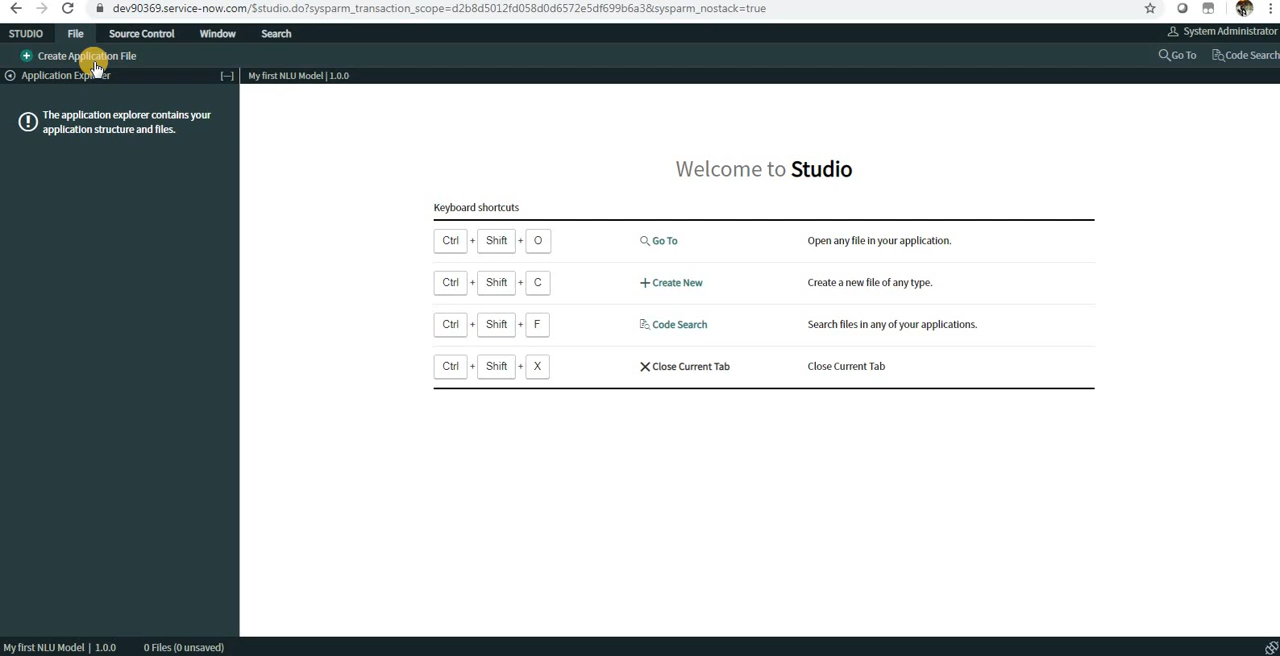 dev90369.service-now.com/$studio.do?sysparm_transaction_scope=d2b8d5012fd058d0d6572e5df699b6a3&sysparm_nostack=true
STUDIO File Source Control Window Search System Administrator
Create Application File Go To Code Search
Application Explorer [—] My first NLU Model | 1.0.0
The application explorer contains your
application structure and files.
Welcome to Studio
Keyboard shortcuts
Ctrl + Shift + O Go To Open any file in your application.
Ctrl + Shift + C Create New Create a new file of any type.
Ctrl + Shift + F Code Search Search files in any of your applications.
Ctrl + Shift + X Close Current Tab Close Current Tab
My first NLU Model | 1.0.0 0 Files (0 unsaved)